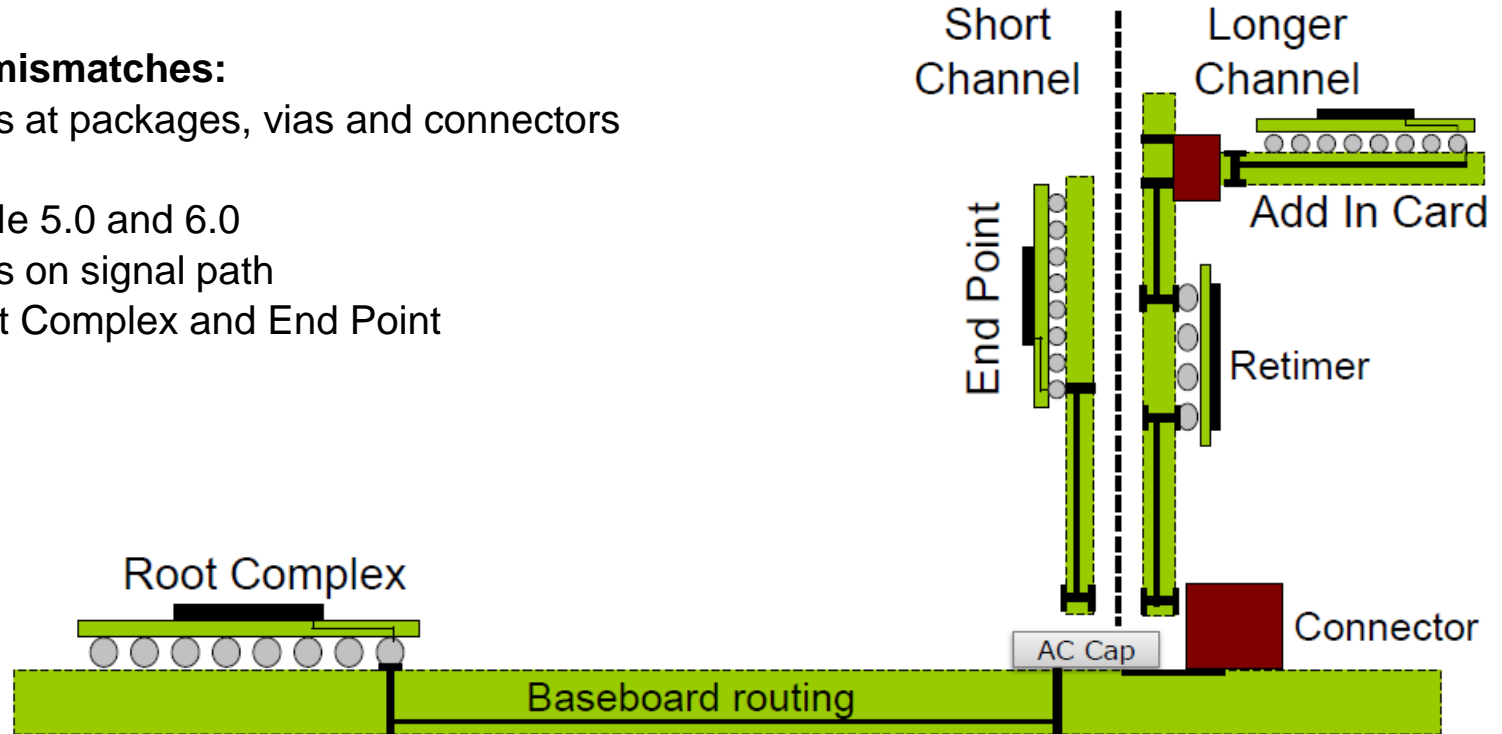 mismatches:
s at packages, vias and connectors
le 5.0 and 6.0
s on signal path
t Complex and End Point
Short
Channel
Longer
Channel
End Point
Add In Card
Retimer
Root Complex
Connector
AC Cap
Baseboard routing